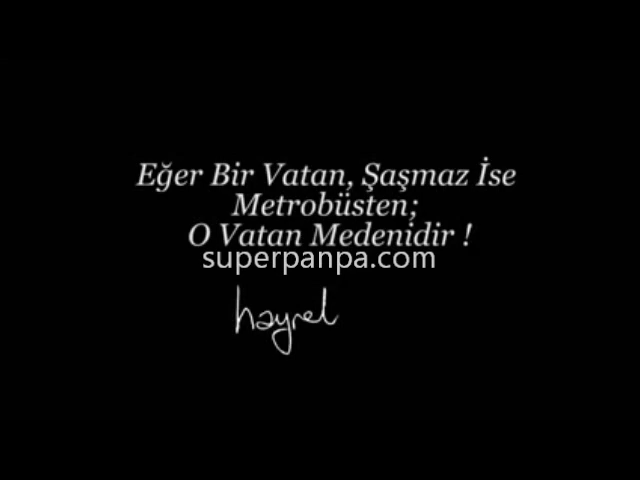 Eğer Bir Vatan, Şaşmaz İse
Metrobüsten;
O Vatan Medenidir !
superpanpa.com
hayrel